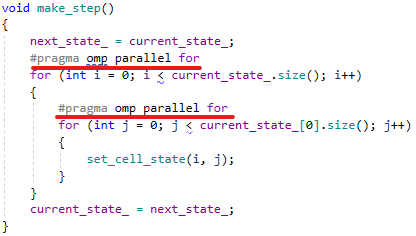 void make_step()
{
next_state_ = current_state_;
#pragma omp parallel for
for (int i = 0; i < current_state_.size(); i++)
{
#pragma omp parallel for
for (int j = 0; j < current_state_[0].size(); j++)
{
set_cell_state(i, j);
}
}
current_state_ = next_state_;
}